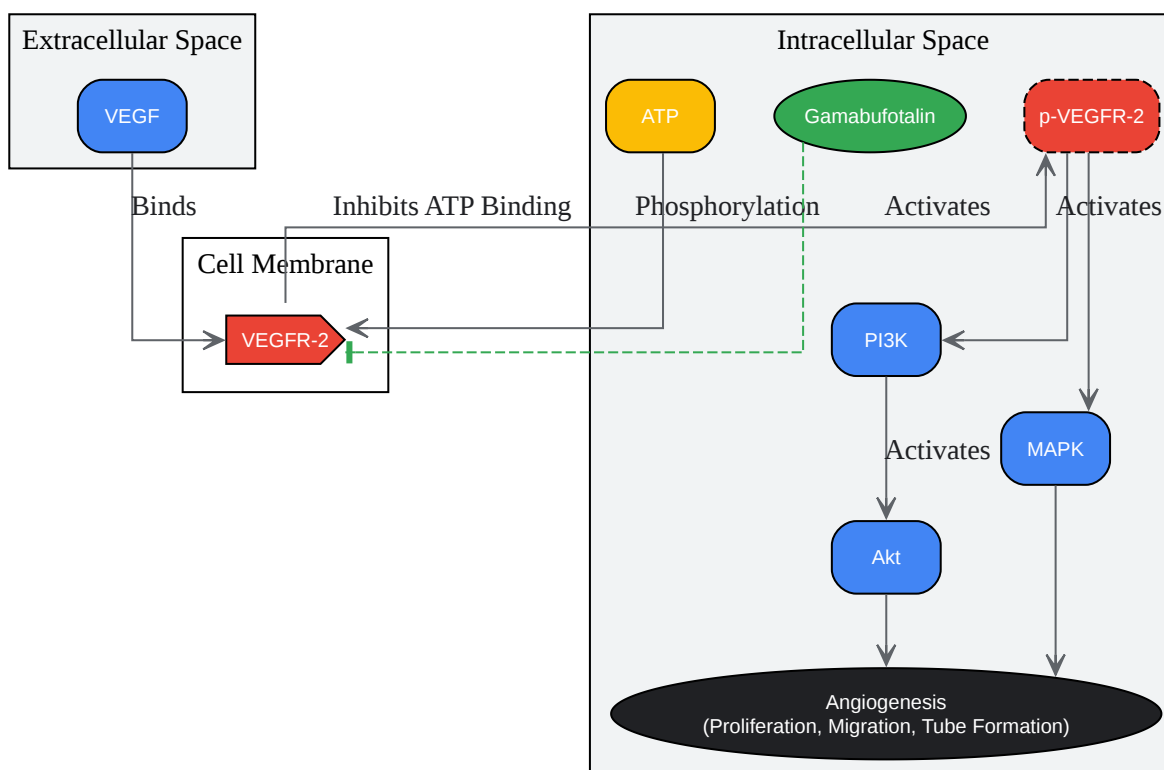 Extracellular Space
Intracellular Space
VEGF
ATP
Gamabufotalin
p-VEGFR-2
Binds
Inhibits ATP Binding
Phosphorylation
Activates
Activates
Cell Membrane
VEGFR-2
PI3K
Activates
MAPK
Akt
Angiogenesis
(Proliferation, Migration, Tube Formation)